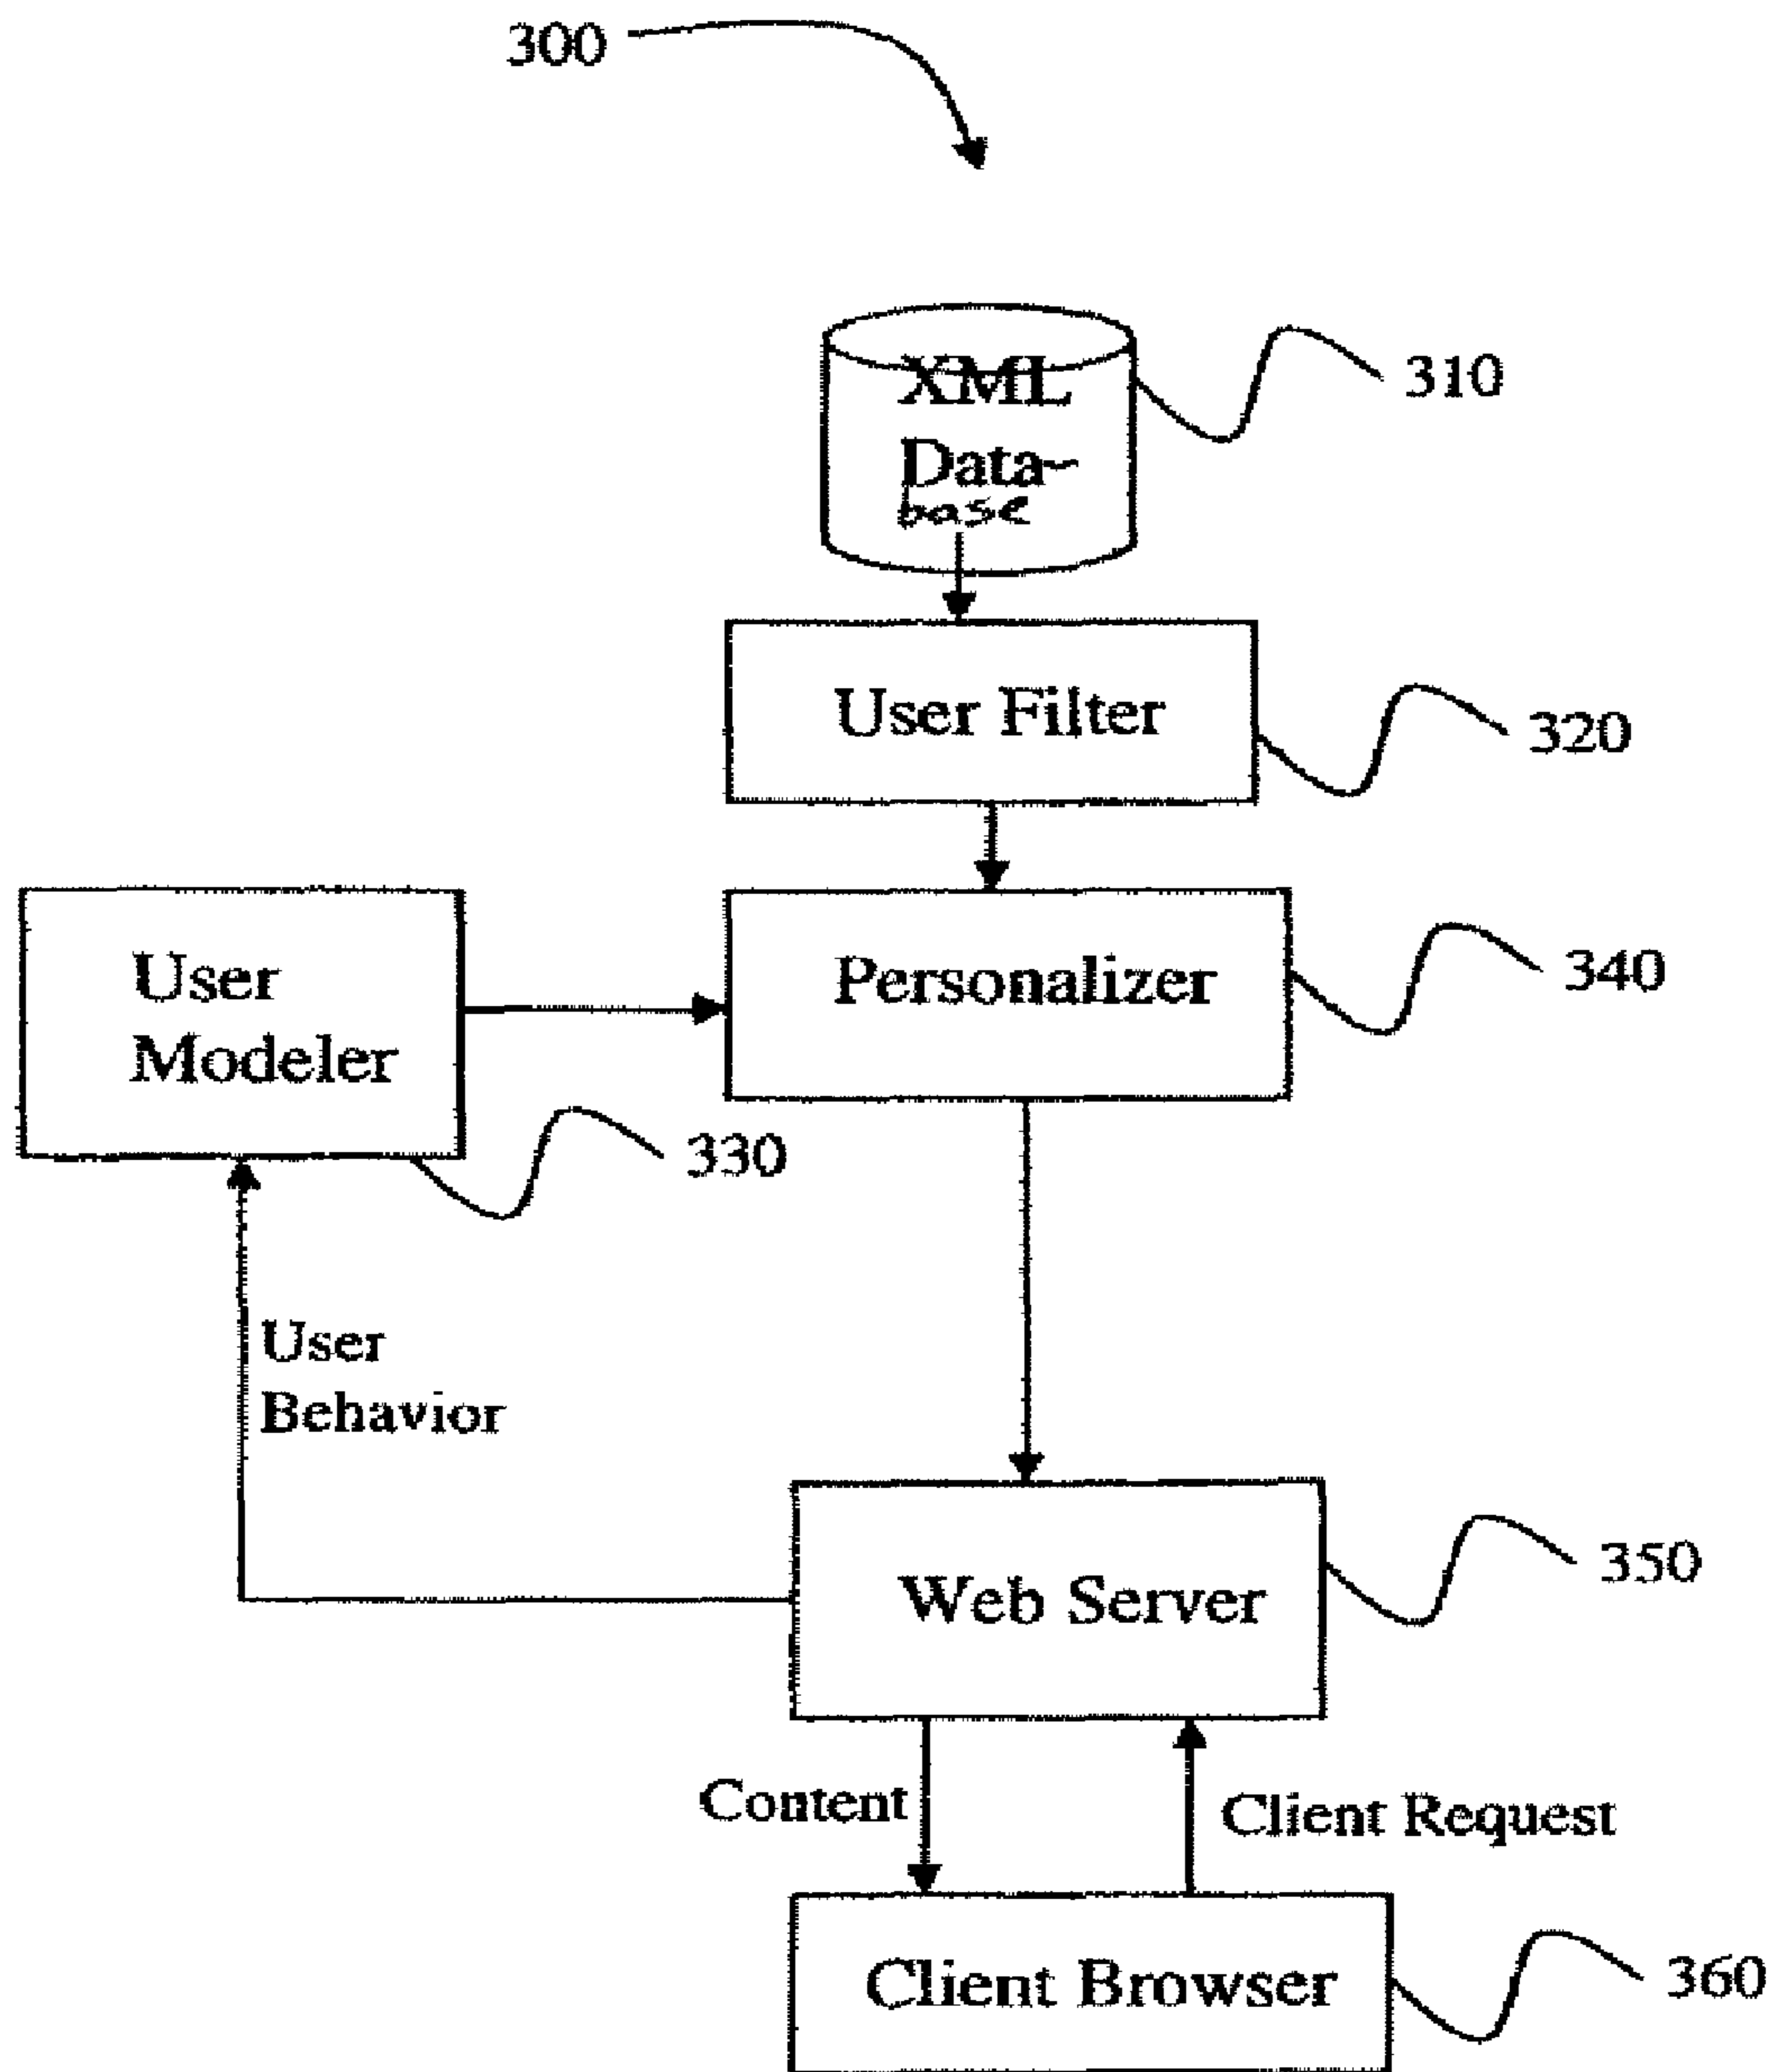 300
XML
Data-
base
310
User Filter
320
User
Modeler
Personalizer
340
330
User
Behavior
Web Server
350
Content
Client Request
Client Browser
360